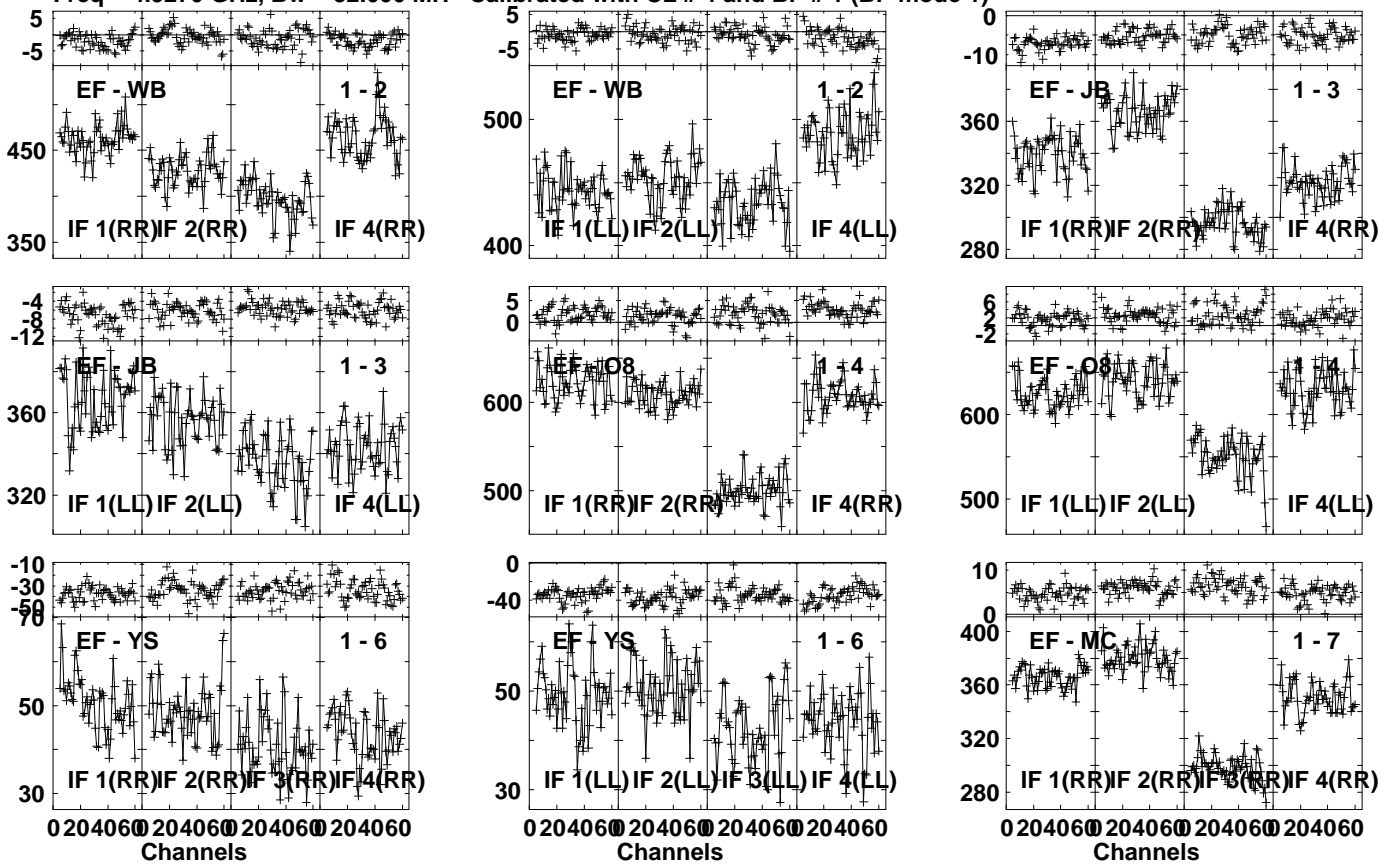 5
-5
EF - WB
1 - 2
450
350
IF 1(RR)
IF 2(RR)
IF 4(RR)
5
-5
EF - WB
1 - 2
500
400
IF 1(LL)
IF 2(LL)
IF 4(LL)
0
-10
EF - JB
1 - 3
360
320
280
IF 1(RR)
IF 2(RR)
IF 4(RR)
-4
-8
-12
EF - JB
1 - 3
360
320
IF 1(LL)
IF 2(LL)
IF 4(LL)
5
0
EF - O8
1 - 4
600
500
IF 1(RR)
IF 2(RR)
IF 4(RR)
6
2
-2
EF - O8
1 - 4
600
500
IF 1(LL)
IF 2(LL)
IF 4(LL)
-10
-30
-50
70
EF - YS
1 - 6
50
30
IF 1(RR)
IF 2(RR)
IF 3(RR)
IF 4(RR)
0 20 40 60 0 20 40 60 0 20 40 60 0 20 40 60
Channels
0
-40
EF - YS
1 - 6
50
30
IF 1(LL)
IF 2(LL)
IF 3(LL)
IF 4(LL)
0 20 40 60 0 20 40 60 0 20 40 60 0 20 40 60
Channels
10
0
EF - MC
1 - 7
400
360
320
280
IF 1(RR)
IF 2(RR)
IF 3(RR)
IF 4(RR)
0 20 40 60 0 20 40 60 0 20 40 60 0 20 40 60
Channels